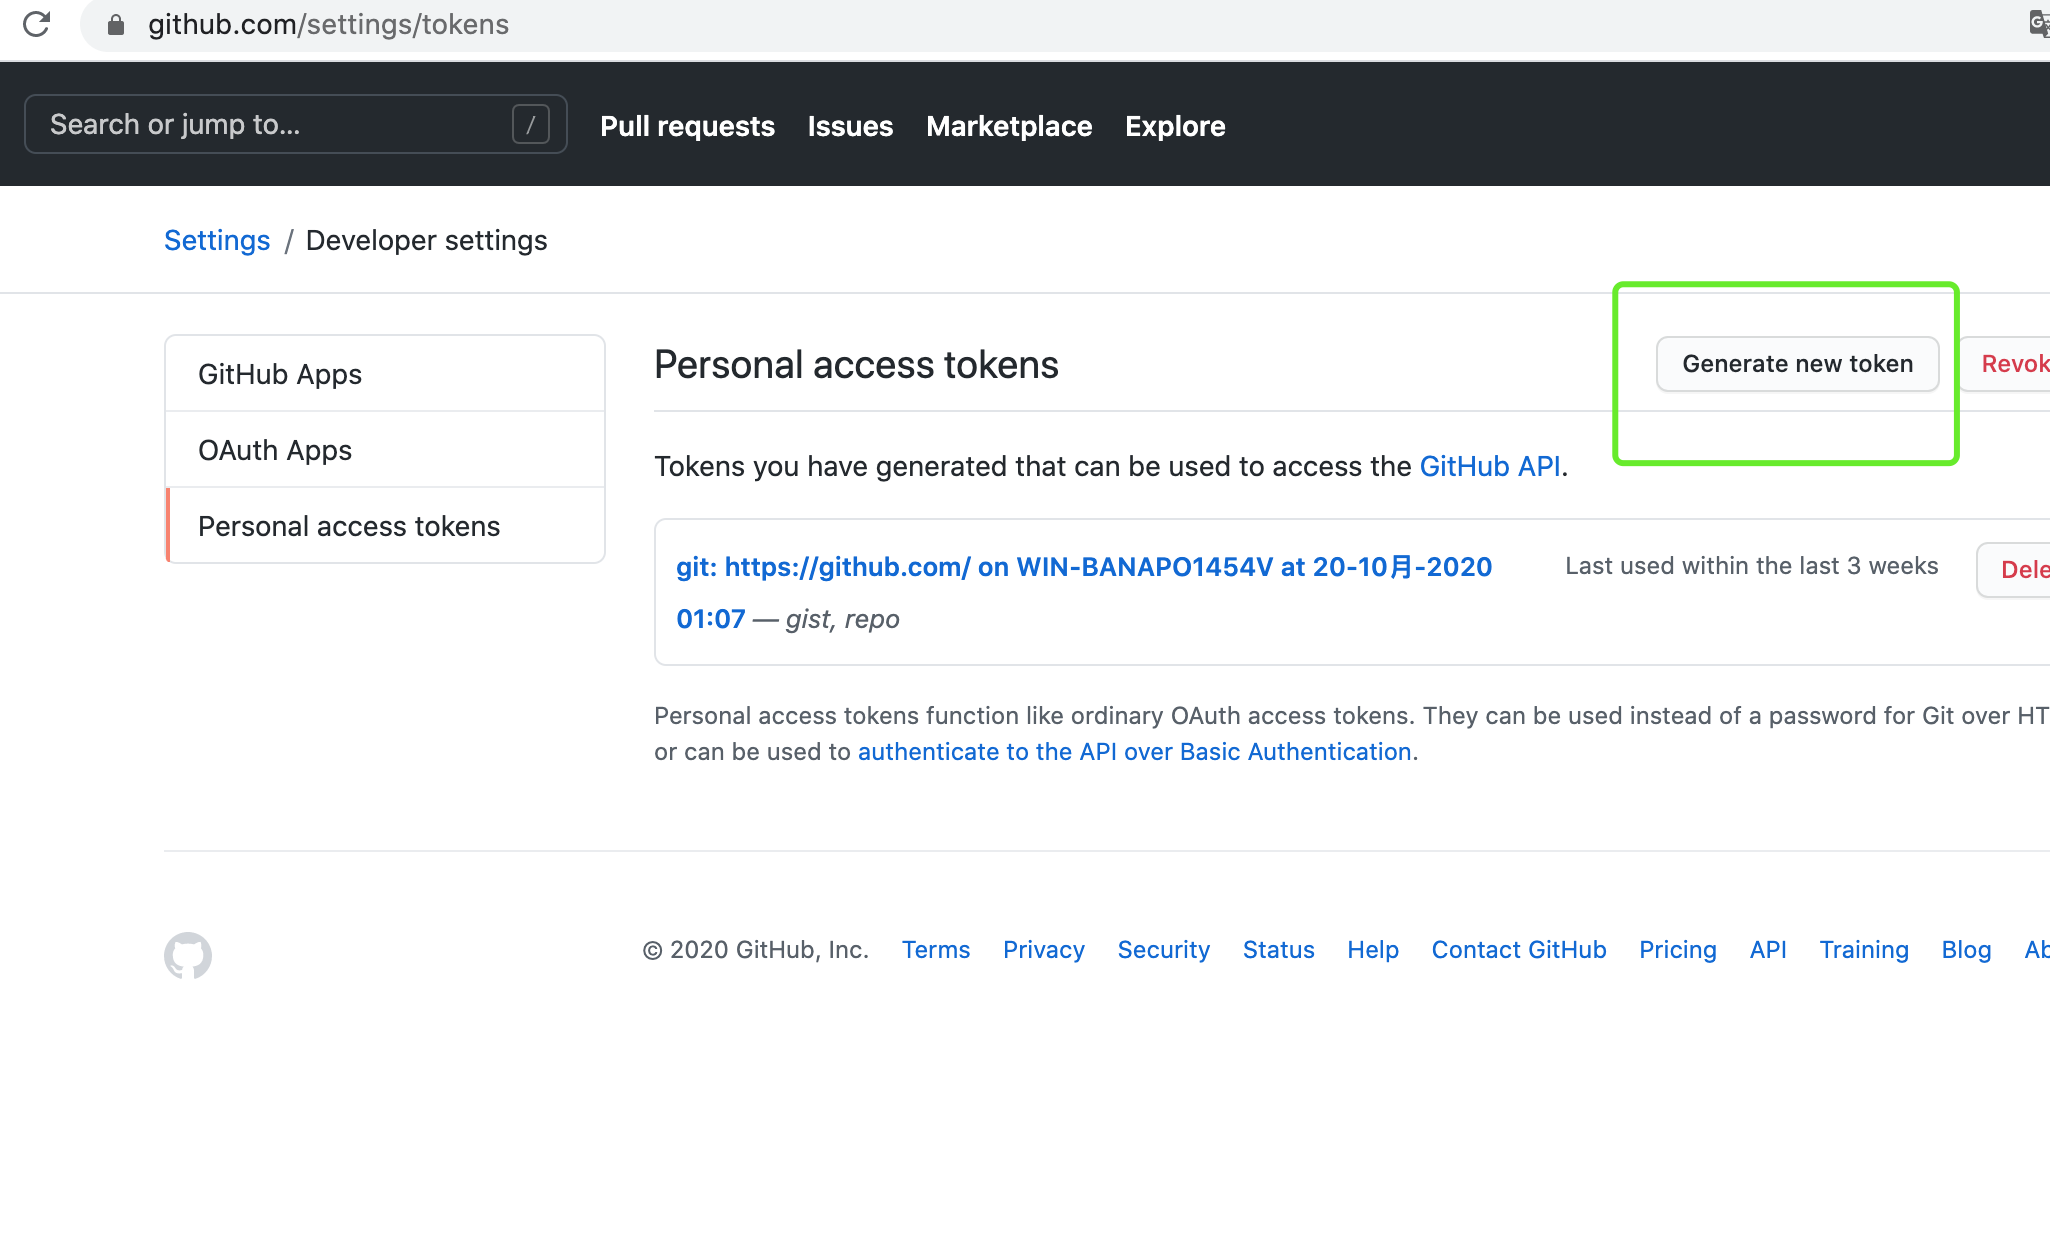 github.com/settings/tokens
Search or jump to... /
Pull requests Issues Marketplace Explore
Settings / Developer settings
GitHub Apps
OAuth Apps
Personal access tokens
Personal access tokens
Generate new token
Revok
Tokens you have generated that can be used to access the GitHub API.
git: https://github.com/ on WIN-BANAPO1454V at 20-10月-2020
01:07 — gist, repo
Last used within the last 3 weeks
Dele
Personal access tokens function like ordinary OAuth access tokens. They can be used instead of a password for Git over HT
or can be used to authenticate to the API over Basic Authentication.
© 2020 GitHub, Inc. Terms Privacy Security Status Help Contact GitHub Pricing API Training Blog Ab